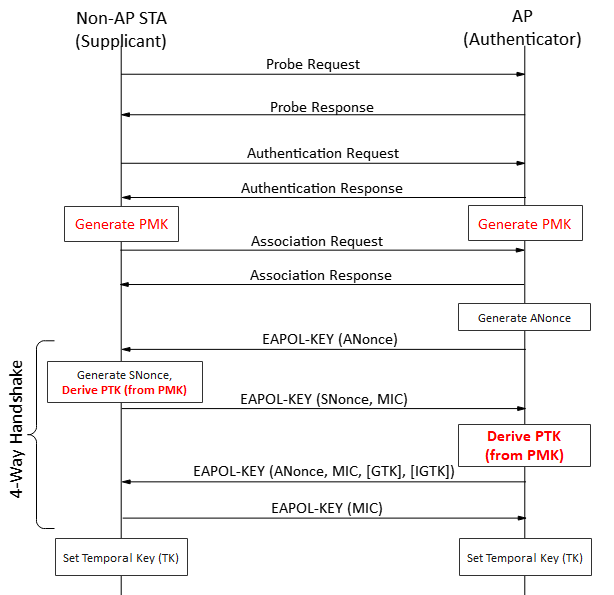 Non-AP STA
(Supplicant)
AP
(Authenticator)
Probe Request
Probe Response
Authentication Request
Authentication Response
Generate PMK
Generate PMK
Association Request
Association Response
Generate ANonce
EAPOL-KEY (ANonce)
Generate SNonce,
Derive PTK (from PMK)
EAPOL-KEY (SNonce, MIC)
Derive PTK
(from PMK)
EAPOL-KEY (ANonce, MIC, [GTK], [IGTK])
EAPOL-KEY (MIC)
4-Way Handshake
Set Temporal Key (TK)
Set Temporal Key (TK)